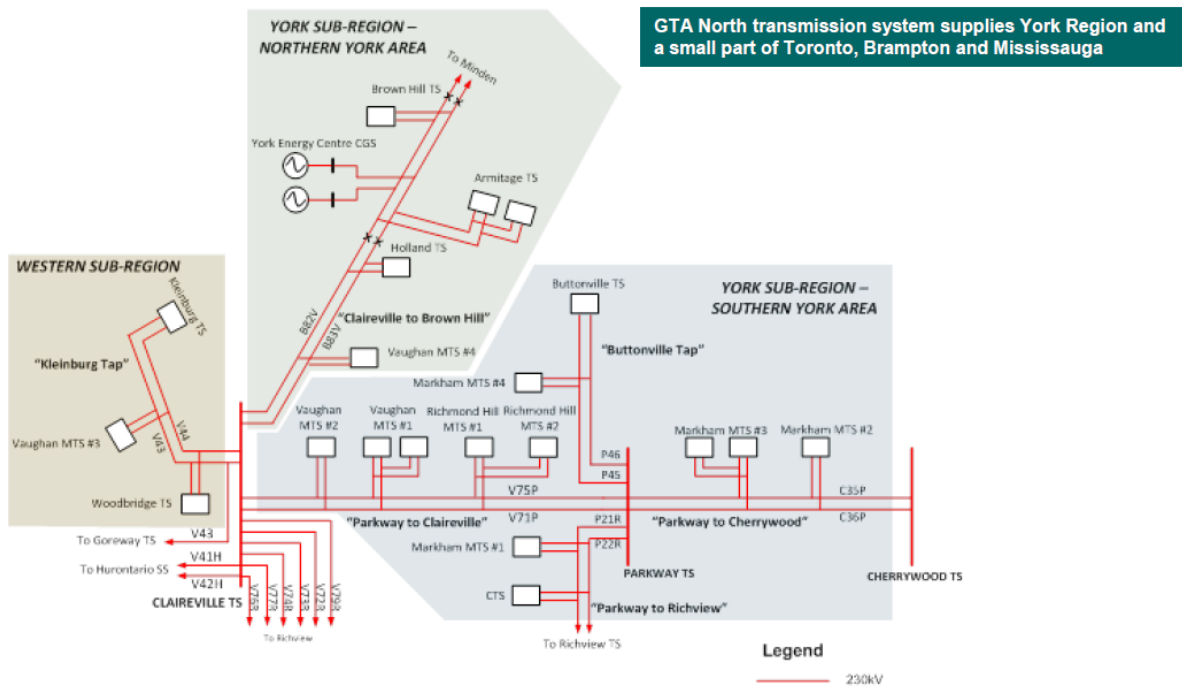 GTA North transmission system supplies York Region and
a small part of Toronto, Brampton and Mississauga
YORK SUB-REGION –
NORTHERN YORK AREA
To Minden
Brown Hill TS
York Energy Centre CGS
Armitage TS
Holland TS
B82V
B83V
"Claireville to Brown Hill"
Vaughan MTS #4
WESTERN SUB-REGION
Kleinburg TS
"Kleinburg Tap"
Vaughan MTS #3
V44
V43
Woodbridge TS
YORK SUB-REGION –
SOUTHERN YORK AREA
Buttonville TS
"Buttonville Tap"
Markham MTS #4
Vaughan
MTS #2
Vaughan
MTS #1
Richmond Hill
MTS #1
Richmond Hill
MTS #2
Markham MTS #3
Markham MTS #2
P46
P45
V75P
C35P
V71P
C36P
"Parkway to Claireville"
"Parkway to Cherrywood"
P21R
P22R
Markham MTS #1
PARKWAY TS
CHERRYWOOD TS
CTS
"Parkway to Richview"
To Richview TS
V43
To Goreway TS
V41H
To Hurontario SS
V42H
CLAIREVILLE TS
V76R
V77R
V74R
V73R
V72R
V79R
To Richview
Legend
230kV